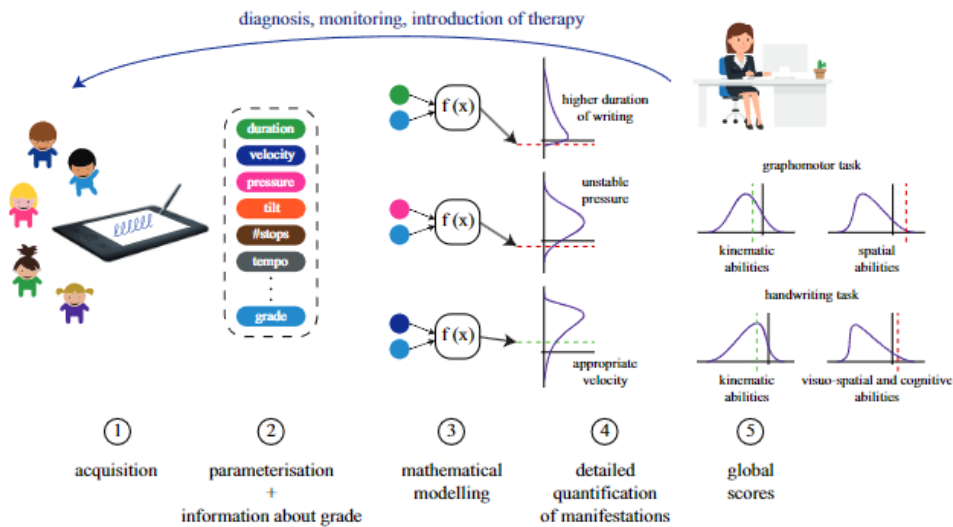 diagnosis, monitoring, introduction of therapy
duration
velocity
pressure
tilt
#stops
tempo
grade
f (x)
higher duration
of writing
f (x)
unstable
pressure
f (x)
appropriate
velocity
graphomotor task
kinematic
abilities
spatial
abilities
handwriting task
kinematic
abilities
visuo-spatial and cognitive
abilities
1
acquisition
2
parameterisation
+
information about grade
3
mathematical
modelling
4
detailed
quantification
of manifestations
5
global
scores